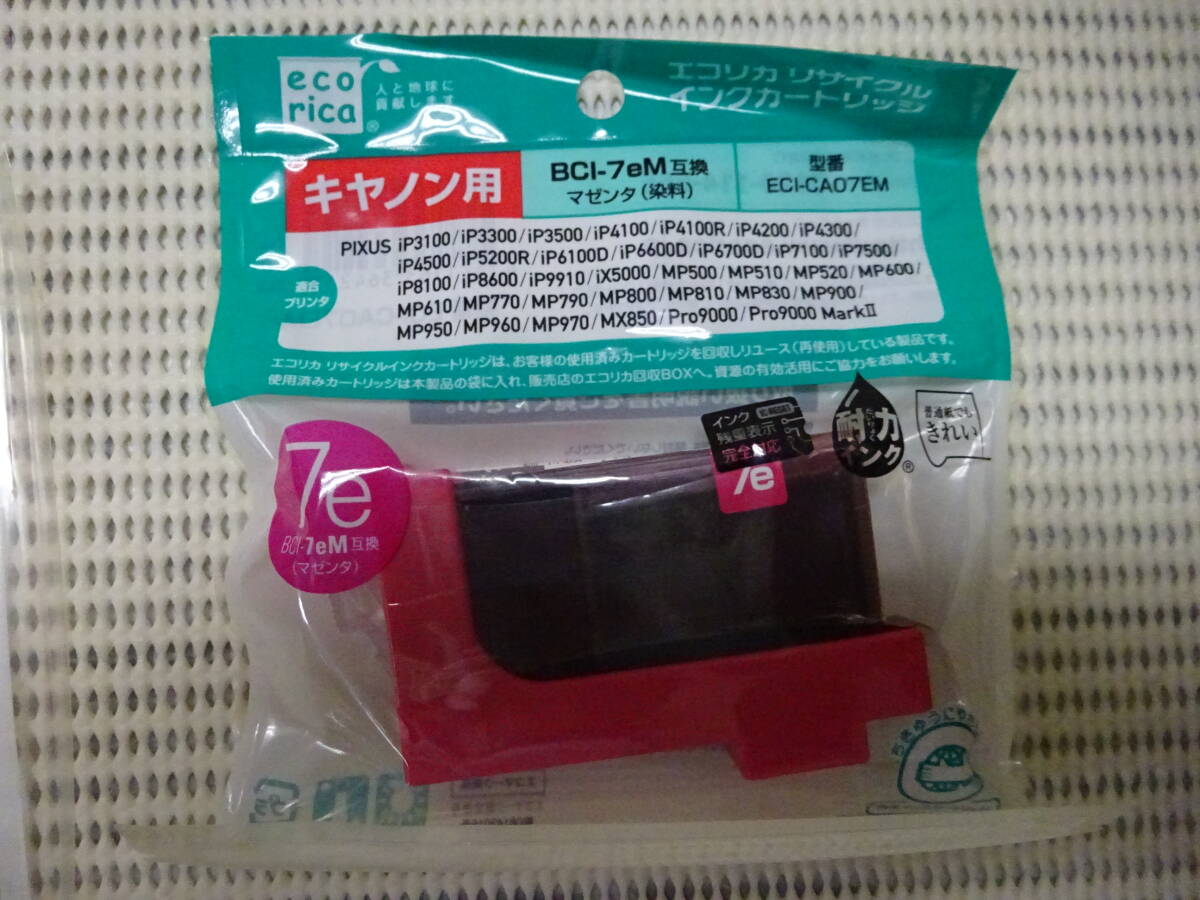 eco
rica
®
人と地球に
貢献します
エコリカ リサイクル
インクカートリッジ
キヤノン用
BCI-7eM 互換
マゼンタ(染料)
型番
ECI-CA07EM
適合
プリンタ
PIXUS iP3100/iP3300/iP3500/iP4100/iP4100R/iP4200/iP4300/
iP4500/iP5200R/iP6100D/iP6600D/iP6700D/iP7100/iP7500/
iP8100/iP8600/iP9910/iX5000/MP500/MP510/MP520/MP600/
MP610/MP770/MP790/MP800/MP810/MP830/MP900/
MP950/MP960/MP970/MX850/Pro9000/Pro9000 MarkⅡ
エコリカ リサイクルインクカートリッジは、お客様の使用済みカートリッジを回収しリユース(再使用)している製品です。
使用済みカートリッジは本製品の袋に入れ、販売店のエコリカ回収BOXへ。資源の有効活用にご協力をお願いします。
インク
残量表示
完全対応
耐力
インク
®
普通紙でも
きれい
7e
7e
BCI-7eM 互換
(マゼンタ)